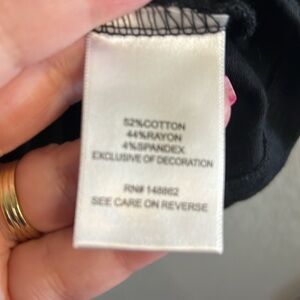 52%COTTON
44%RAYON
4%SPANDEX
EXCLUSIVE OF DECORATION
RN# 148862
SEE CARE ON REVERSE